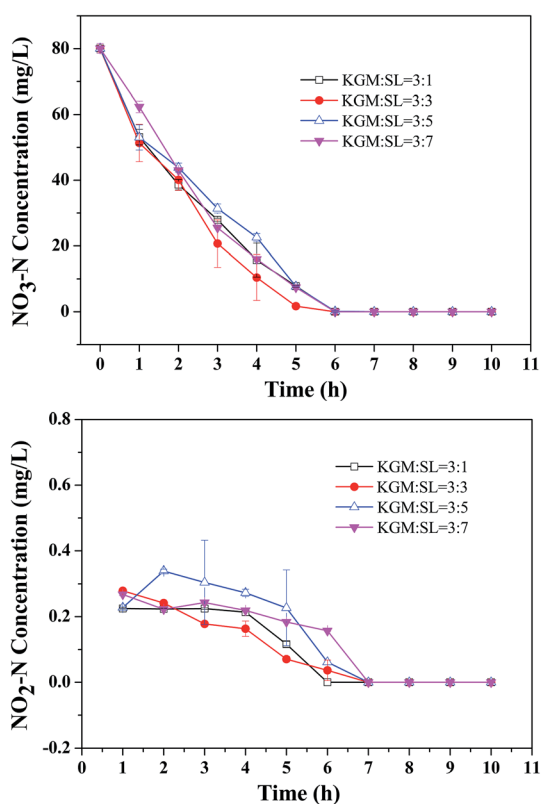 NO3-N Concentration (mg/L)
80
60
40
20
0
KGM:SL=3:1
KGM:SL=3:3
KGM:SL=3:5
KGM:SL=3:7
0 1 2 3 4 5 6 7 8 9 10 11
Time (h)
NO2-N Concentration (mg/L)
0.8
0.6
0.4
0.2
0.0
-0.2
KGM:SL=3:1
KGM:SL=3:3
KGM:SL=3:5
KGM:SL=3:7
1 2 3 4 5 6 7 8 9 10 11
Time (h)